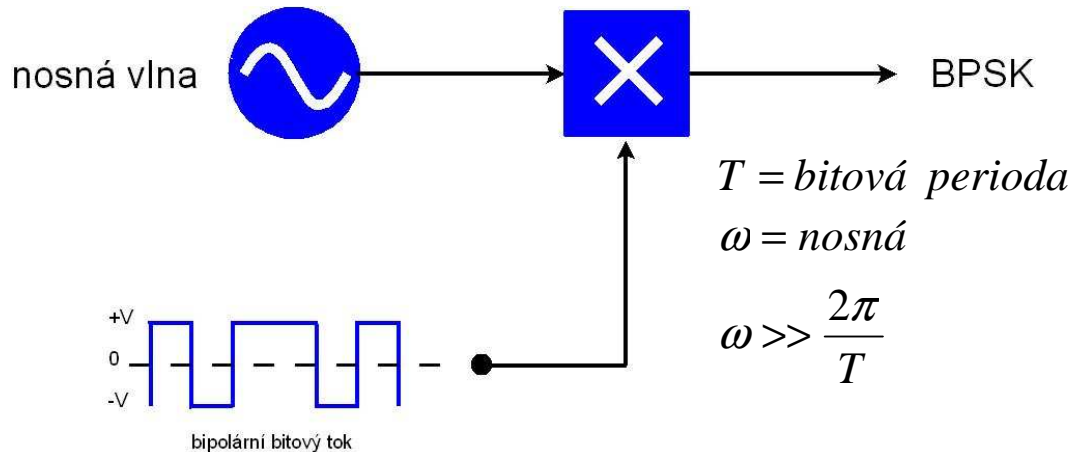 nosná vlna
BPSK
T = bitová perioda
ω = nosná
ω >> 2π/T
+V
0
-V
bipolární bitový tok